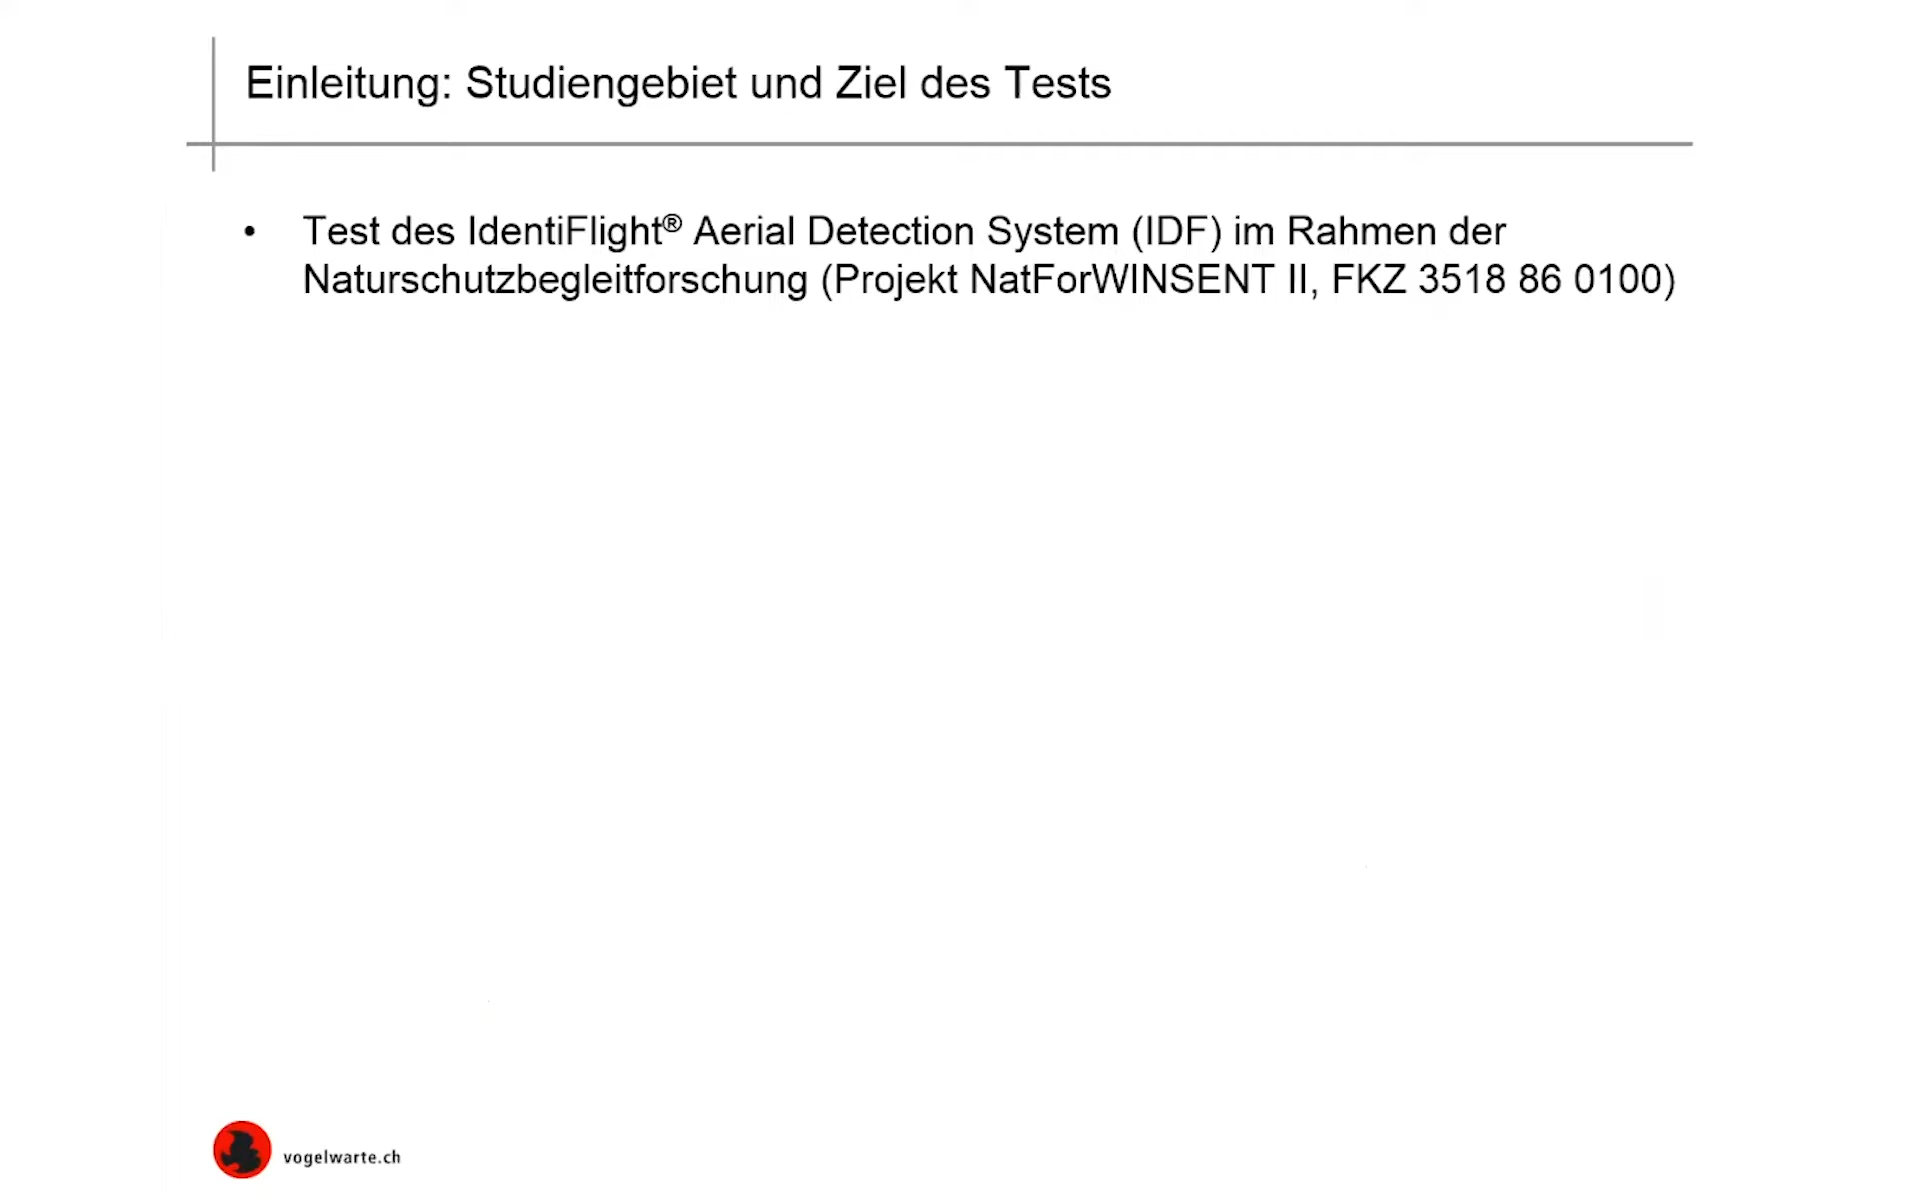 Einleitung: Studiengebiet und Ziel des Tests
• Test des IdentiFlight® Aerial Detection System (IDF) im Rahmen der
Naturschutzbegleitforschung (Projekt NatForWINSENT II, FKZ 3518 86 0100)
vogelwarte.ch